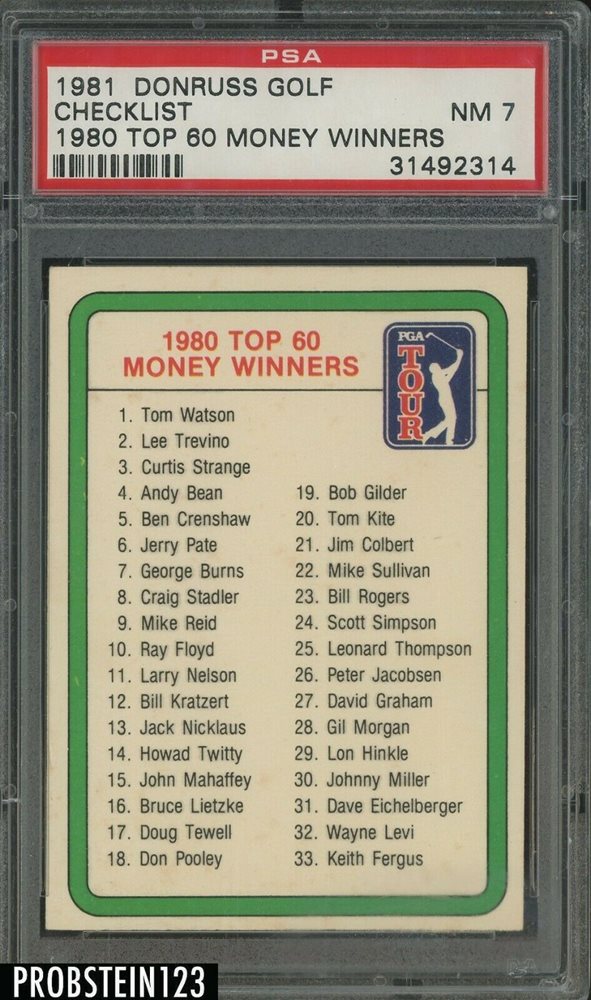 PSA
1981 DONRUSS GOLF
CHECKLIST NM 7
1980 TOP 60 MONEY WINNERS
31492314
1980 TOP 60
MONEY WINNERS
PGA
TOUR
1. Tom Watson
2. Lee Trevino
3. Curtis Strange
4. Andy Bean
5. Ben Crenshaw
6. Jerry Pate
7. George Burns
8. Craig Stadler
9. Mike Reid
10. Ray Floyd
11. Larry Nelson
12. Bill Kratzert
13. Jack Nicklaus
14. Howad Twitty
15. John Mahaffey
16. Bruce Lietzke
17. Doug Tewell
18. Don Pooley
19. Bob Gilder
20. Tom Kite
21. Jim Colbert
22. Mike Sullivan
23. Bill Rogers
24. Scott Simpson
25. Leonard Thompson
26. Peter Jacobsen
27. David Graham
28. Gil Morgan
29. Lon Hinkle
30. Johnny Miller
31. Dave Eichelberger
32. Wayne Levi
33. Keith Fergus
PROBSTEIN123